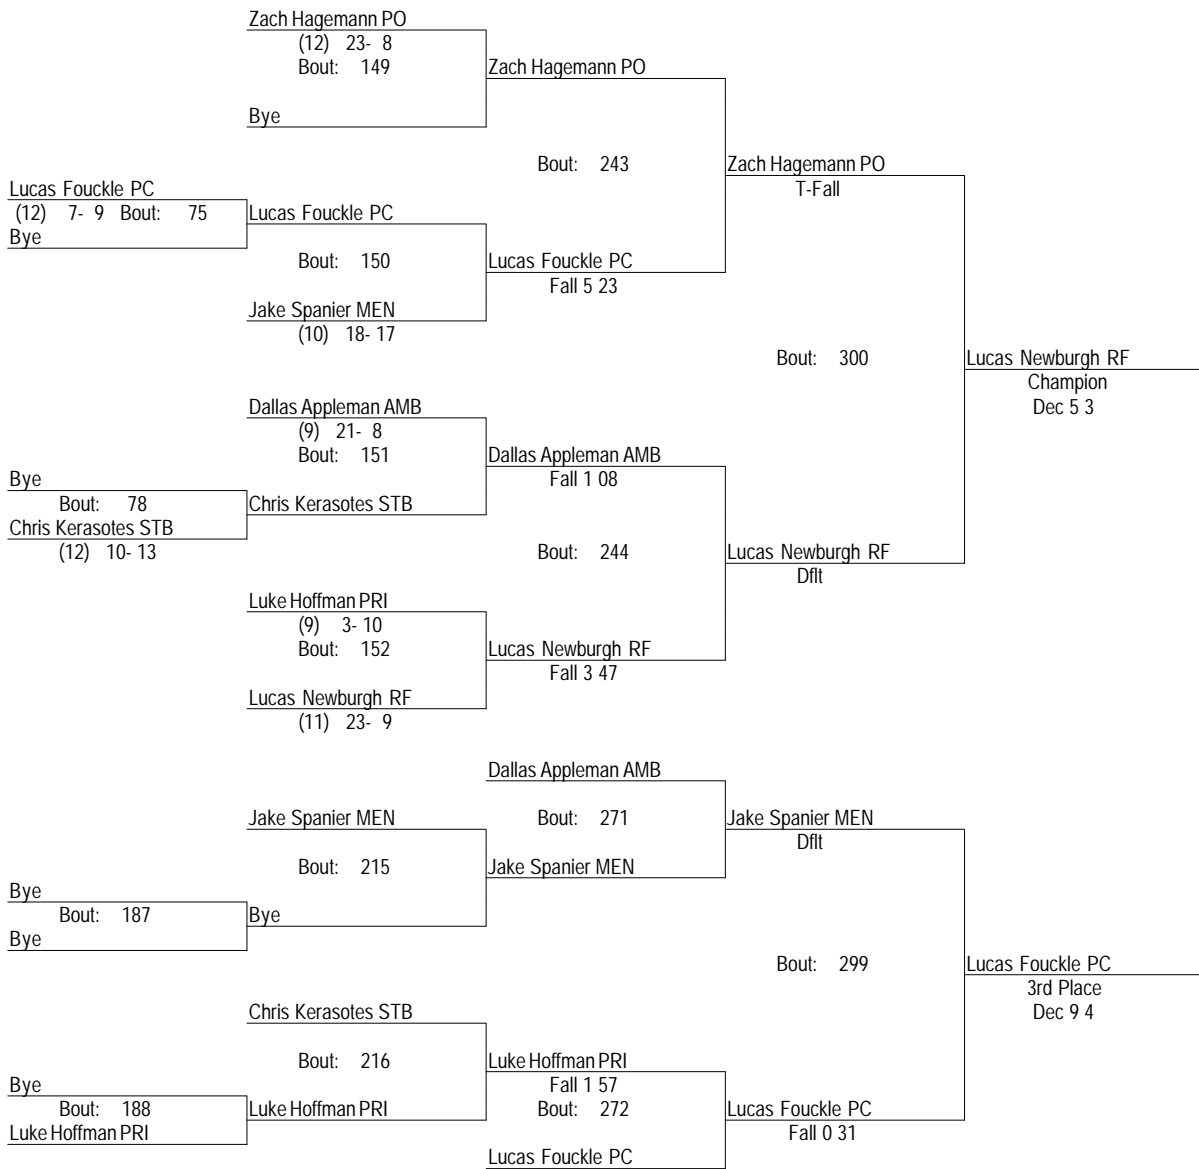 Zach Hagemann PO
(12) 23- 8
Bout: 149
Zach Hagemann PO
Bye
Bout: 243
Zach Hagemann PO
T-Fall
Lucas Fouckle PC
(12) 7- 9 Bout: 75
Bye
Lucas Fouckle PC
Bout: 150
Lucas Fouckle PC
Fall 5 23
Jake Spanier MEN
(10) 18- 17
Bout: 300
Lucas Newburgh RF
Champion
Dec 5 3
Dallas Appleman AMB
(9) 21- 8
Bout: 151
Dallas Appleman AMB
Fall 1 08
Bye
Bout: 78
Chris Kerasotes STB
Chris Kerasotes STB
(12) 10- 13
Bout: 244
Lucas Newburgh RF
Dflt
Luke Hoffman PRI
(9) 3- 10
Bout: 152
Lucas Newburgh RF
Fall 3 47
Lucas Newburgh RF
(11) 23- 9
Dallas Appleman AMB
Jake Spanier MEN
Bout: 271
Jake Spanier MEN
Dflt
Bout: 215
Jake Spanier MEN
Bye
Bout: 187
Bye
Bye
Bout: 299
Lucas Fouckle PC
3rd Place
Dec 9 4
Chris Kerasotes STB
Bout: 216
Luke Hoffman PRI
Fall 1 57
Bye
Bout: 188
Luke Hoffman PRI
Luke Hoffman PRI
Bout: 272
Lucas Fouckle PC
Fall 0 31
Lucas Fouckle PC